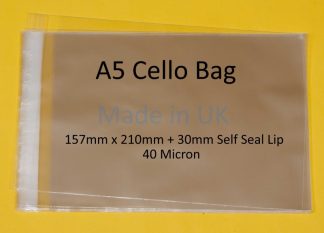 A5 Cello Bag
Made in UK
157mm x 210mm + 30mm Self Seal Lip
40 Micron